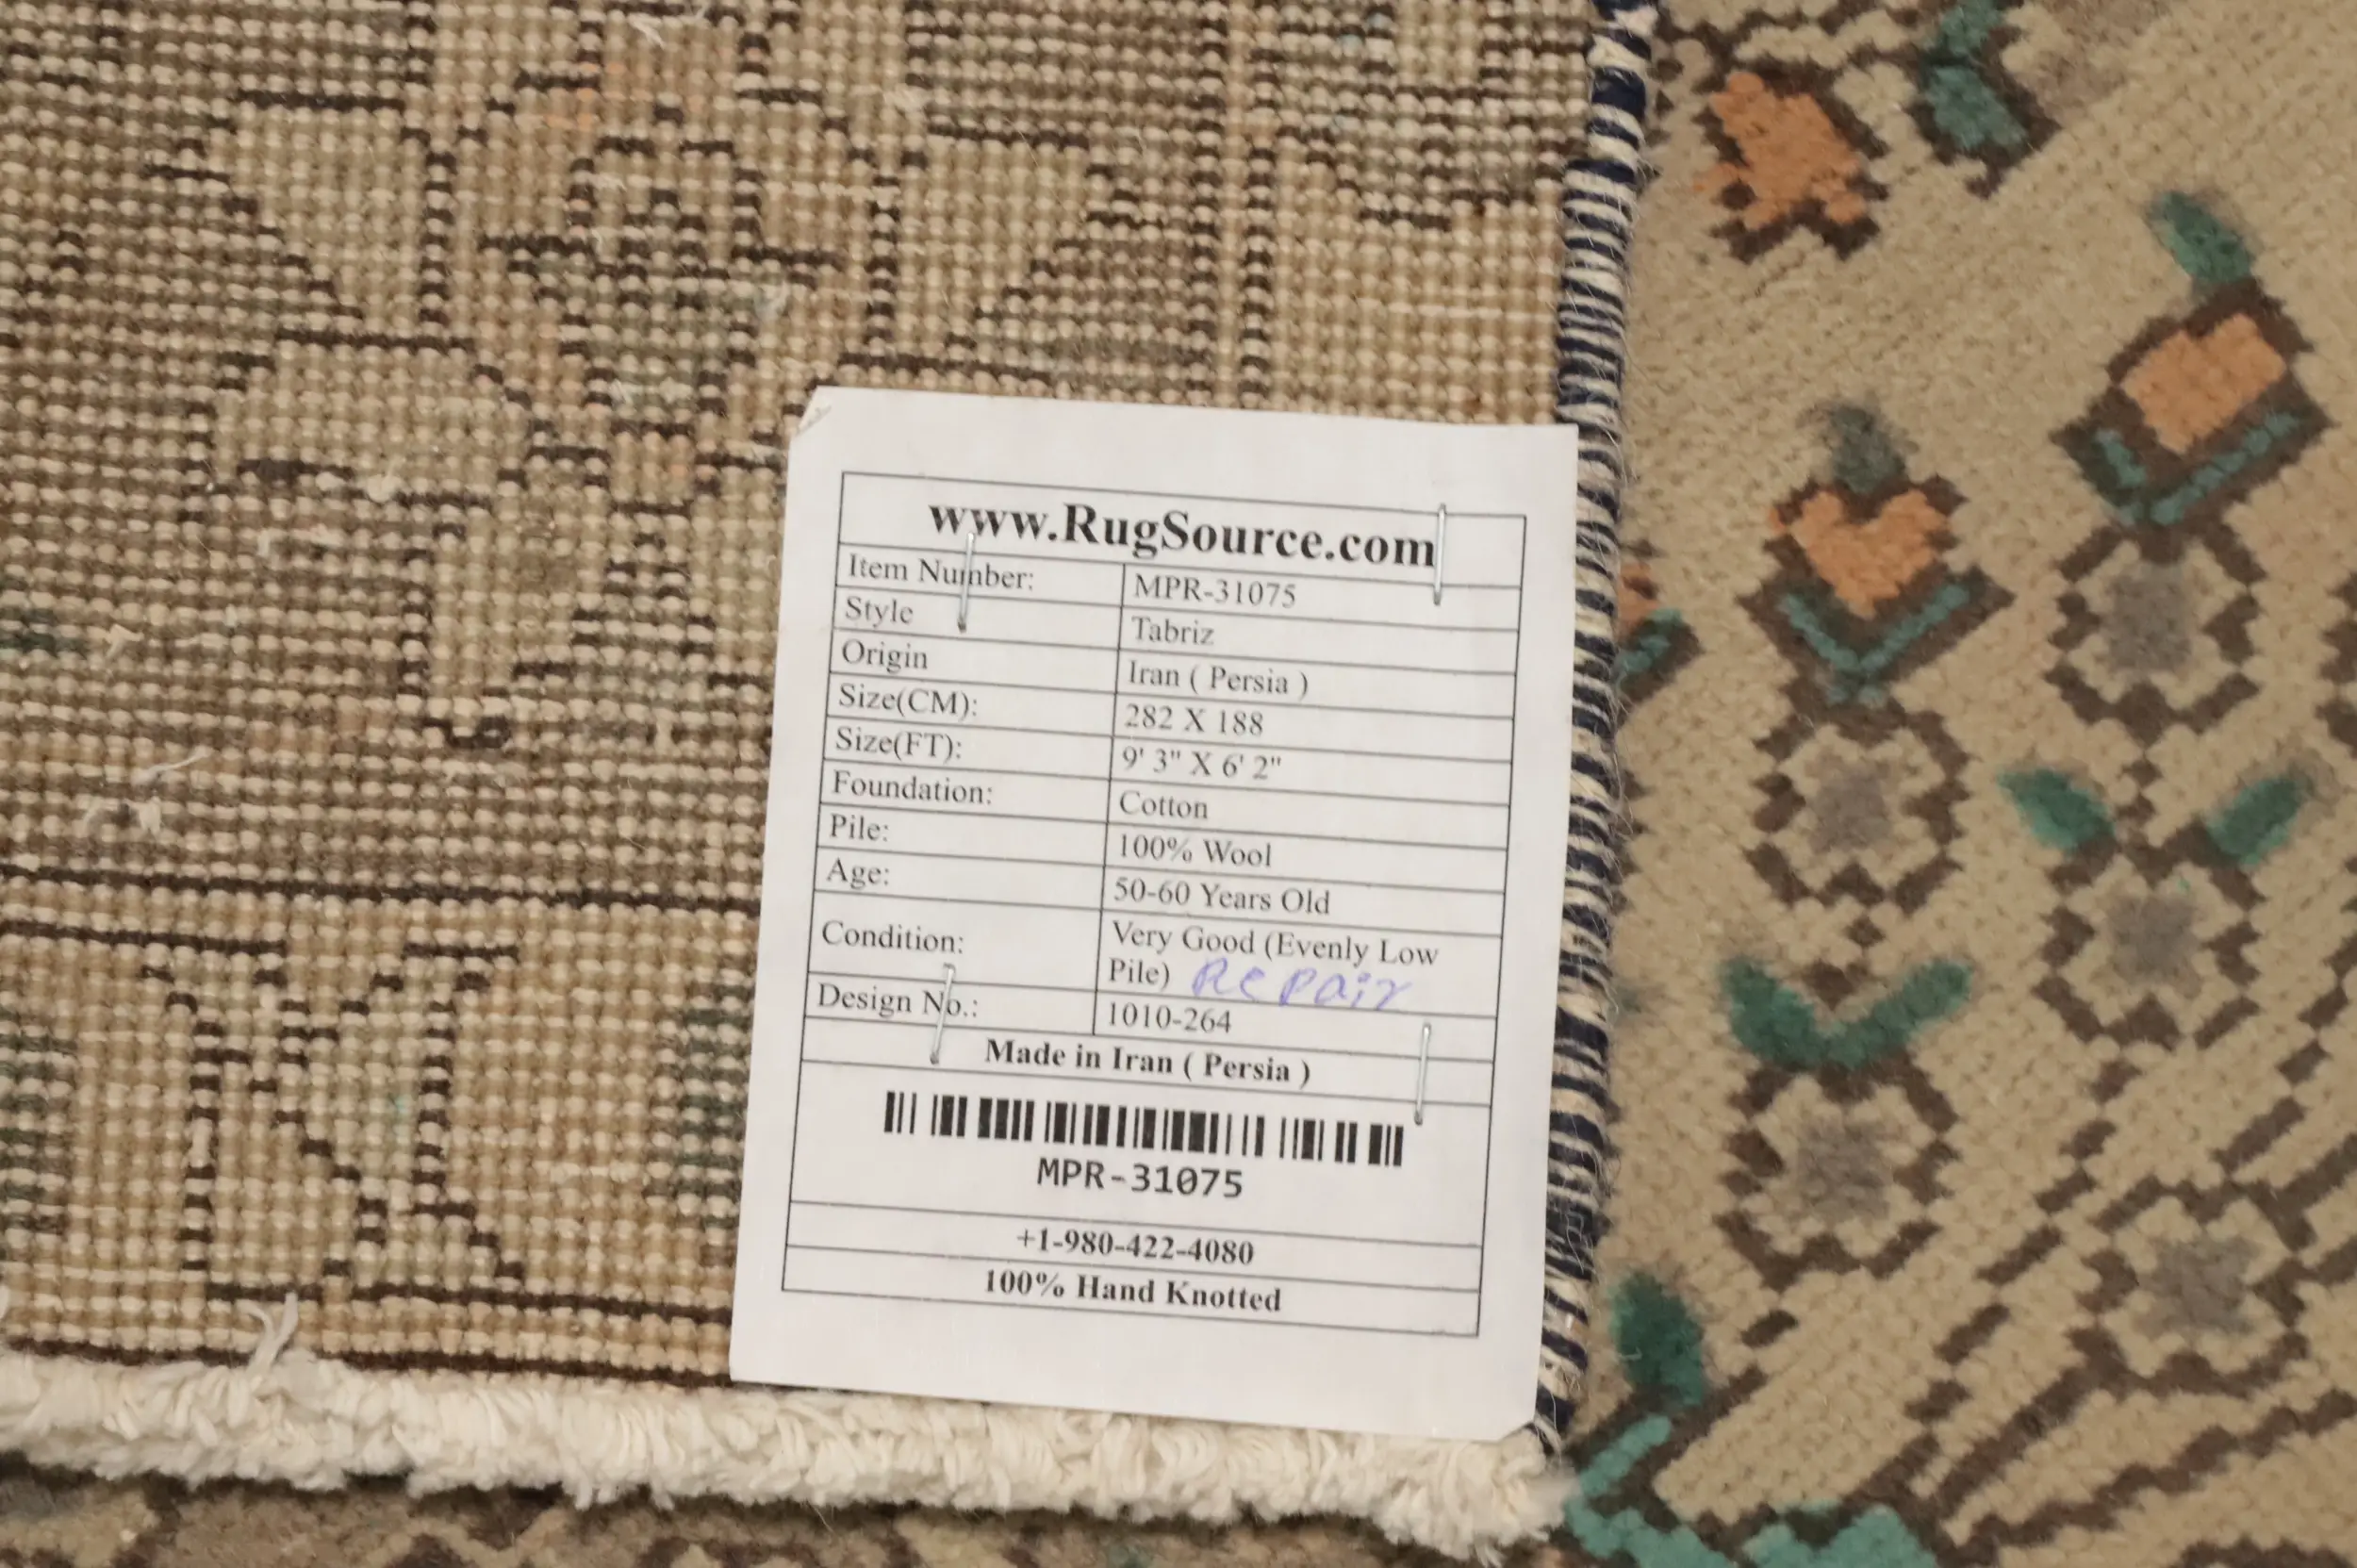 www.RugSource.com
Item Number: MPR-31075
Style Tabriz
Origin Iran ( Persia )
Size(CM): 282 X 188
Size(FT): 9' 3" X 6' 2"
Foundation: Cotton
Pile: 100% Wool
Age: 50-60 Years Old
Condition: Very Good (Evenly Low
Pile) Repair
Design No.: 1010-264
Made in Iran ( Persia )
MPR-31075
+1-980-422-4080
100% Hand Knotted